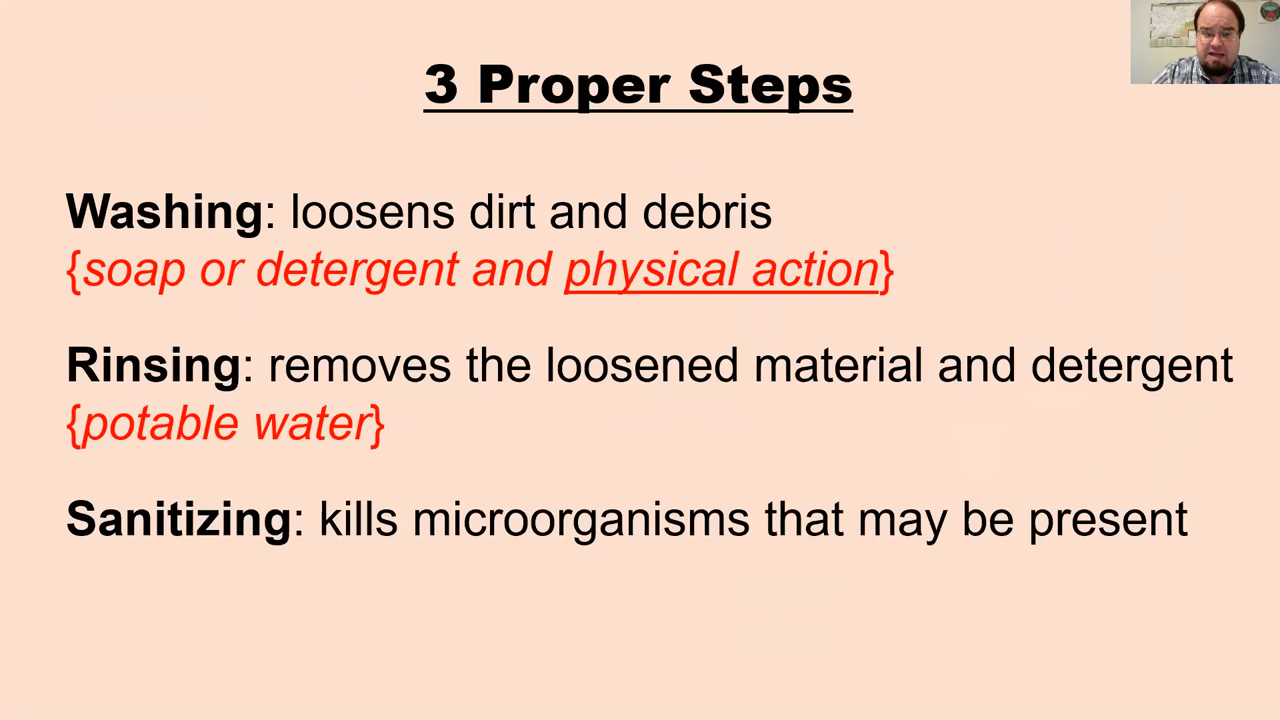 3 Proper Steps
Washing: loosens dirt and debris
{soap or detergent and physical action}
Rinsing: removes the loosened material and detergent
{potable water}
Sanitizing: kills microorganisms that may be present